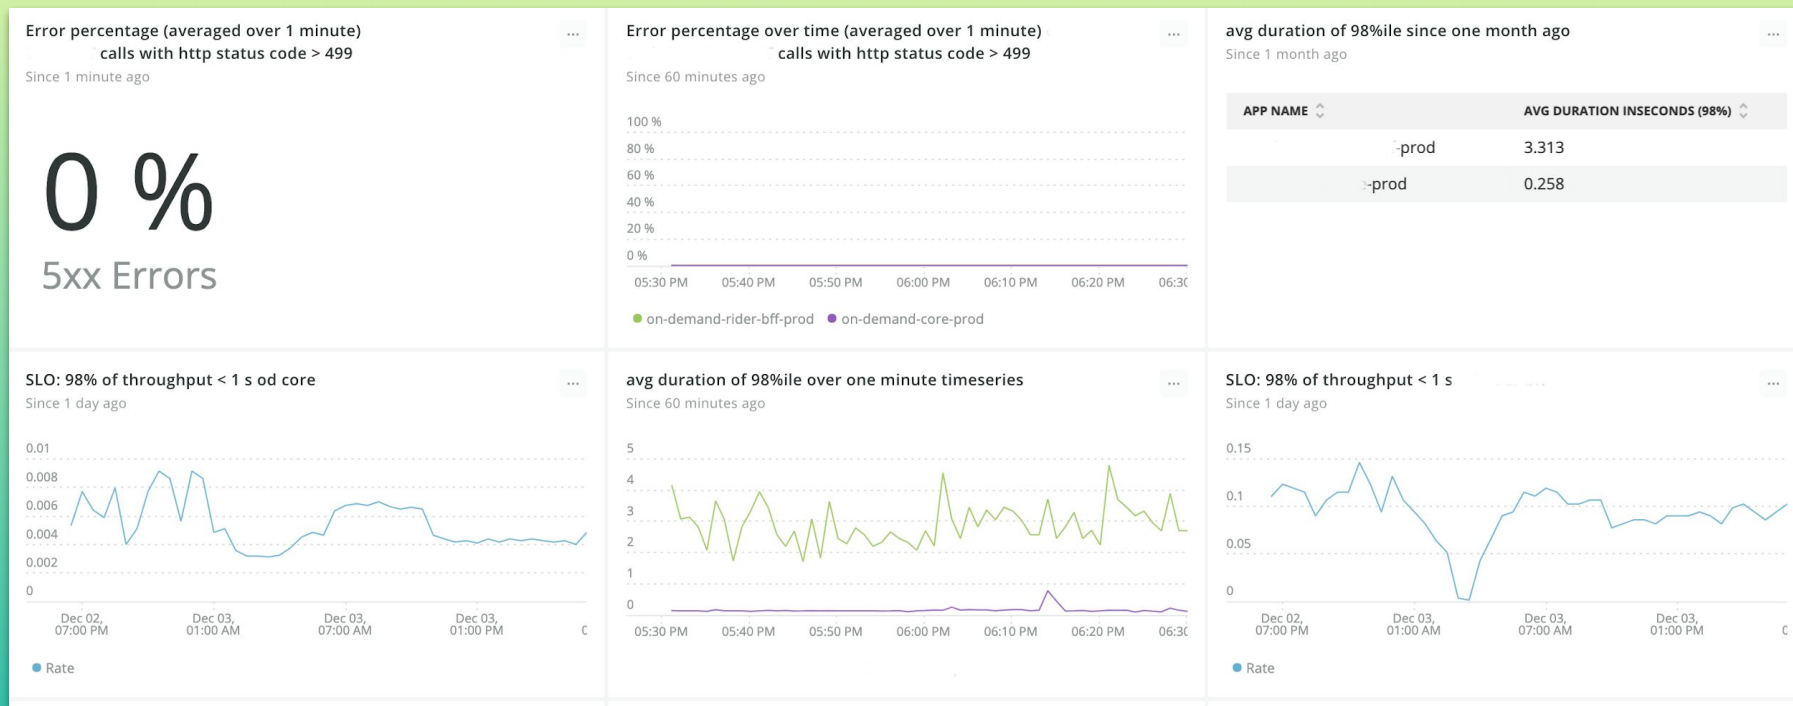 Error percentage (averaged over 1 minute)
calls with http status code > 499
Since 1 minute ago
0 %
5xx Errors
Error percentage over time (averaged over 1 minute)
calls with http status code > 499
Since 60 minutes ago
100 %
80 %
60 %
40 %
20 %
0 %
05:30 PM 05:40 PM 05:50 PM 06:00 PM 06:10 PM 06:20 PM 06:30
on-demand-rider-bff-prod on-demand-core-prod
avg duration of 98%ile since one month ago
Since 1 month ago
APP NAME AVG DURATION INSECONDS (98%)
-prod 3.313
-prod 0.258
SLO: 98% of throughput < 1 s od core
Since 1 day ago
0.01
0.008
0.006
0.004
0.002
0
Dec 02, Dec 03, Dec 03, Dec 03,
07:00 PM 01:00 AM 07:00 AM 01:00 PM
Rate
avg duration of 98%ile over one minute timeseries
Since 60 minutes ago
5
4
3
2
1
0
05:30 PM 05:40 PM 05:50 PM 06:00 PM 06:10 PM 06:20 PM 06:30
SLO: 98% of throughput < 1 s
Since 1 day ago
0.15
0.1
0.05
0
Dec 02, Dec 03, Dec 03, Dec 03,
07:00 PM 01:00 AM 07:00 AM 01:00 PM
Rate